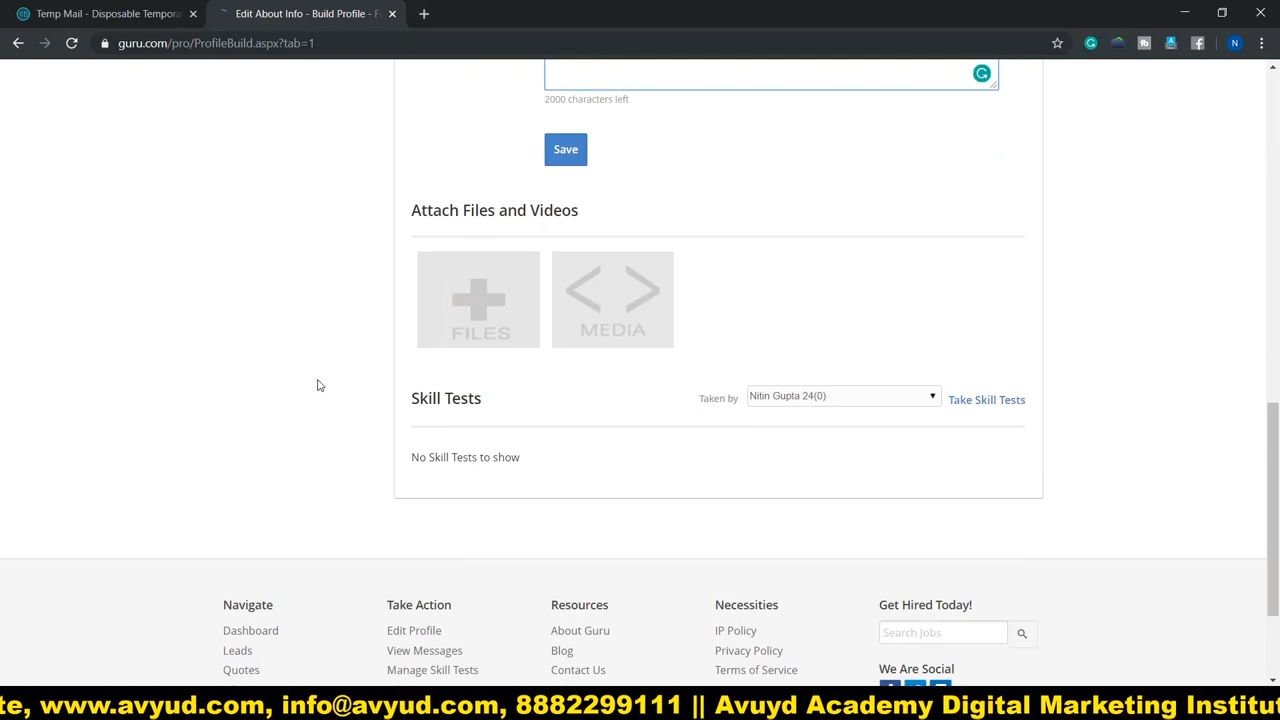 Temp Mail - Disposable Tempora
Edit About Info - Build Profile - F
guru.com/pro/ProfileBuild.aspx?tab=1
N
2000 characters left
Save
Attach Files and Videos
FILES
MEDIA
Skill Tests
Taken by
Nitin Gupta 24(0)
Take Skill Tests
No Skill Tests to show
Navigate
Take Action
Resources
Necessities
Get Hired Today!
Dashboard
Edit Profile
About Guru
IP Policy
Search Jobs
Leads
View Messages
Blog
Privacy Policy
Quotes
Manage Skill Tests
Contact Us
Terms of Service
We Are Social
te, www.avyud.com, info@avyud.com, 8882299111 || Avuyd Academy Digital Marketing Institu